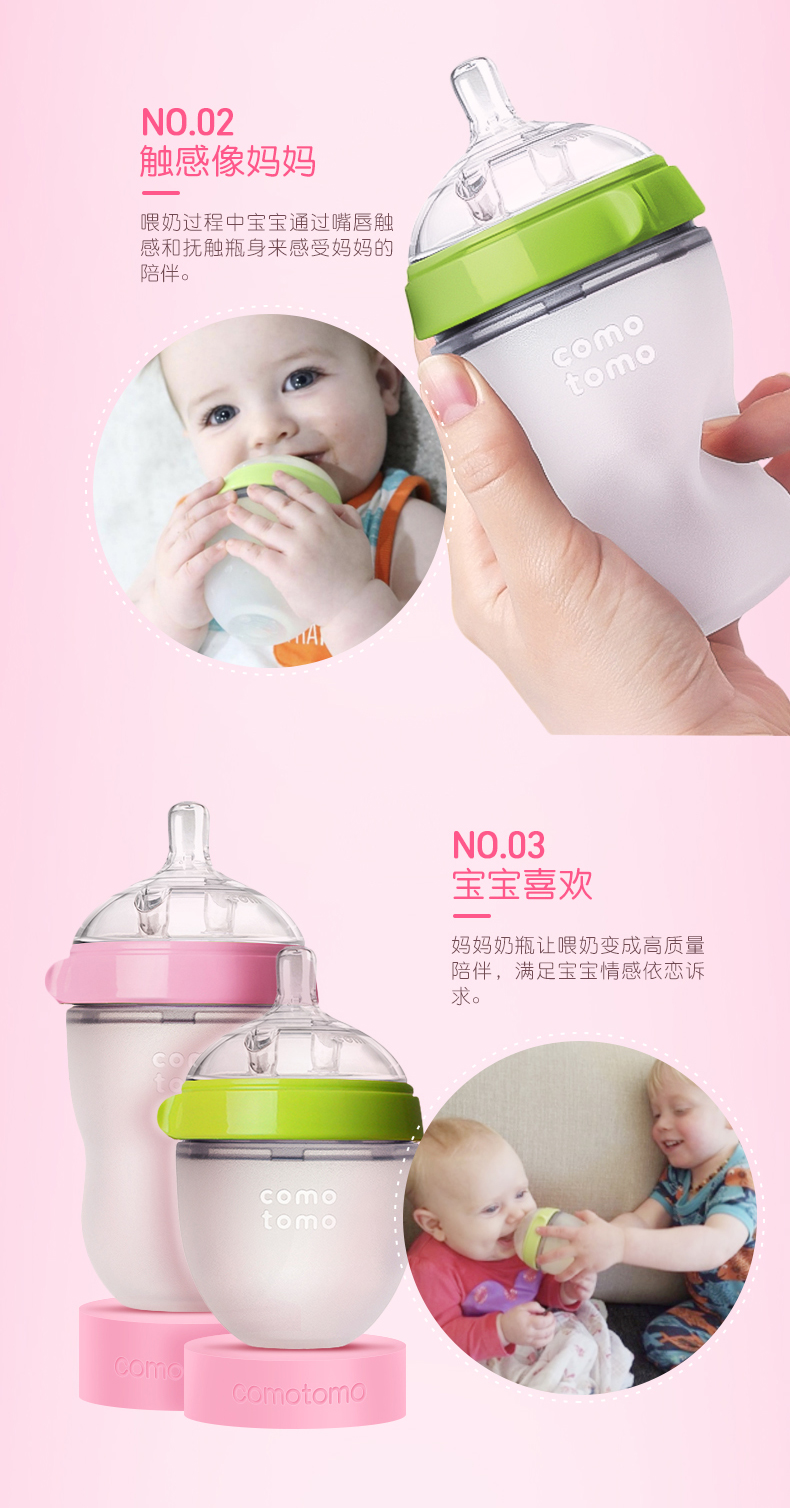 NO.02
触感像妈妈
喂奶过程中宝宝通过嘴唇触
感和抚触瓶身来感受妈妈的
陪伴。
como
tomo
NO.03
宝宝喜欢
妈妈奶瓶让喂奶变成高质量
陪伴，满足宝宝情感依恋诉
求。
como
tomo
como
comotomo